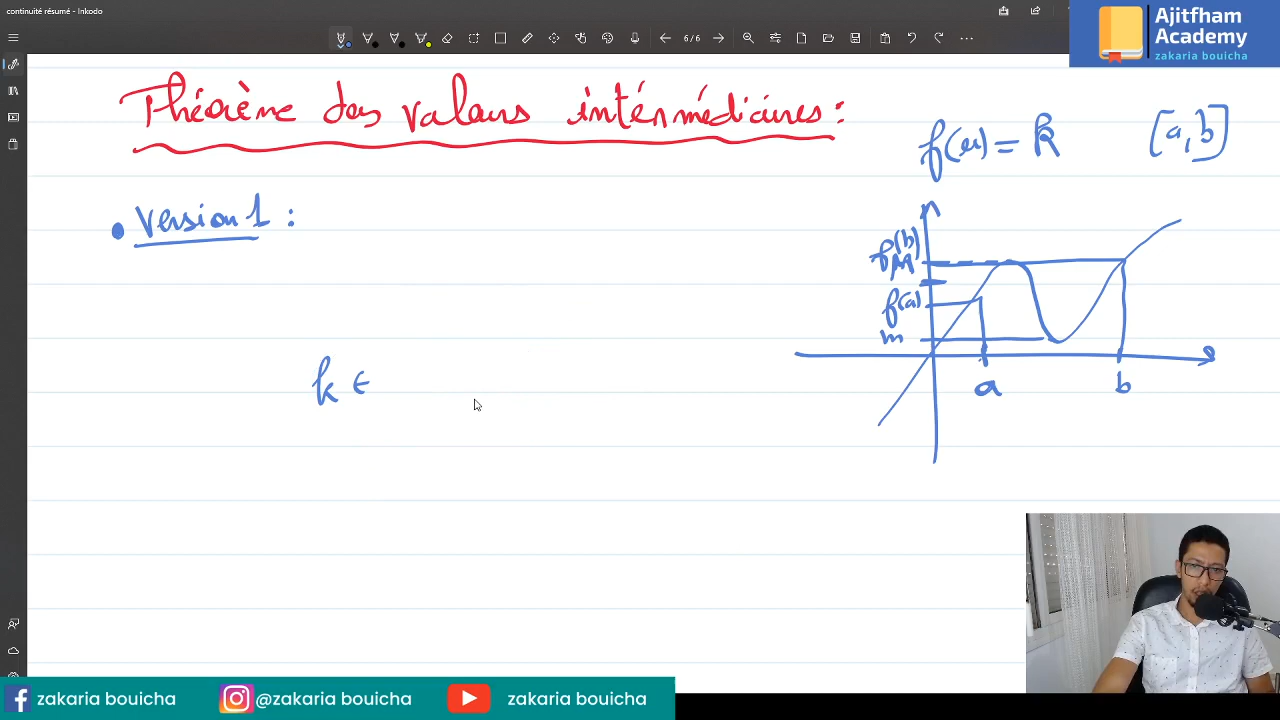 continuité résumé - Inkodo
6/6
Ajitfham
Academy
zakaria bouicha
Théorème des valeurs intérmédiaires :
f(x) = k [a, b]
• Version 1 :
f(b)
M
f(a)
m
a b
k ∈
zakaria bouicha @zakaria bouicha zakaria bouicha